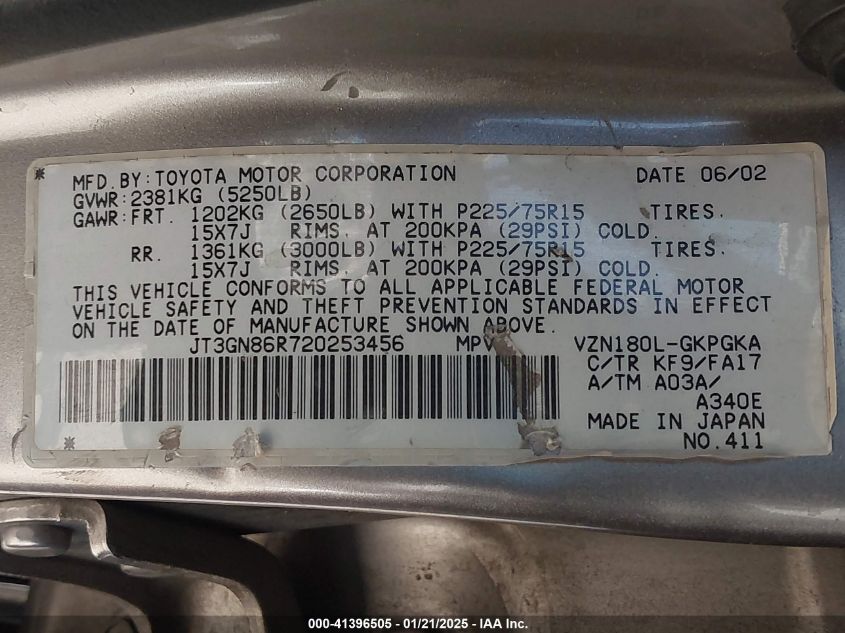 MFD.BY:TOYOTA MOTOR CORPORATION DATE 06/02
GVWR:2381KG (5250LB)
GAWR:FRT. 1202KG (2650LB) WITH P225/75R15 TIRES.
15X7J RIMS. AT 200KPA (29PSI) COLD.
RR. 1361KG (3000LB) WITH P225/75R15 TIRES.
15X7J RIMS. AT 200KPA (29PSI) COLD.
THIS VEHICLE CONFORMS TO ALL APPLICABLE FEDERAL MOTOR
VEHICLE SAFETY AND THEFT PREVENTION STANDARDS IN EFFECT
ON THE DATE OF MANUFACTURE SHOWN ABOVE.
JT3GN86R720253456 MPV VZN180L-GKPGKA
C/TR KF9/FA17
A/TM A03A/
A340E
MADE IN JAPAN
NO.411
000-41396505 / 01/21/2025 / IAA Inc.